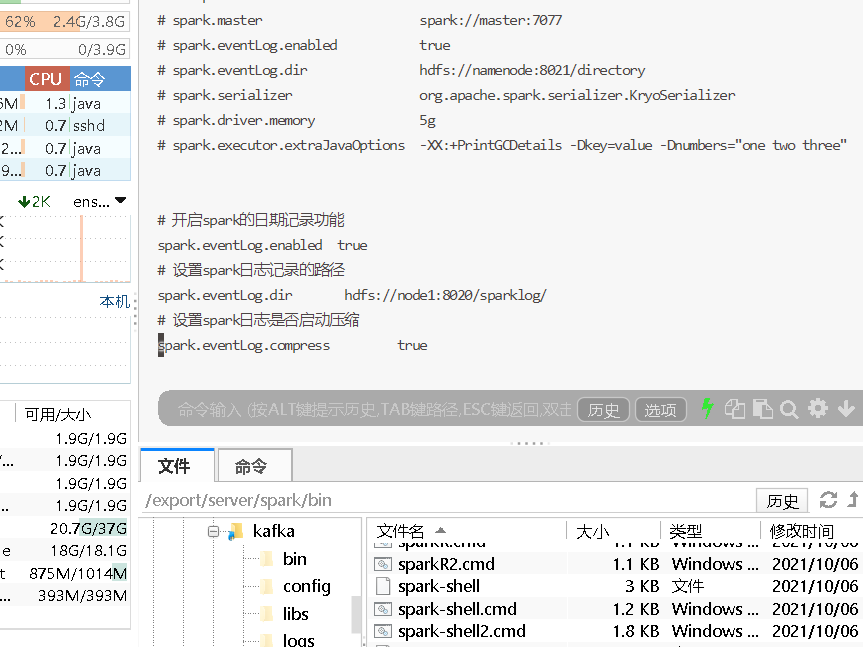 62% 2.4G/3.8G
0% 0/3.9G
CPU 命令
6M 1.3 java
2M 0.7 sshd
2... 0.7 java
9... 0.7 java
2K ens...
本机
可用/大小
1.9G/1.9G
/... 1.9G/1.9G
1.9G/1.9G
... 1.9G/1.9G
20.7G/37G
e 18G/18.1G
t 875M/1014M
... 393M/393M
# spark.master spark://master:7077
# spark.eventLog.enabled true
# spark.eventLog.dir hdfs://namenode:8021/directory
# spark.serializer org.apache.spark.serializer.KryoSerializer
# spark.driver.memory 5g
# spark.executor.extraJavaOptions -XX:+PrintGCDetails -Dkey=value -Dnumbers="one two three"
# 开启spark的日期记录功能
spark.eventLog.enabled true
# 设置spark日志记录的路径
spark.eventLog.dir hdfs://node1:8020/sparklog/
# 设置spark日志是否启动压缩
spark.eventLog.compress true
命令输入 (按ALT键提示历史,TAB键路径,ESC键返回,双击 历史 选项
文件 命令
/export/server/spark/bin 历史
kafka
bin
config
libs
logs
文件名 大小 类型 修改时间
sparkR.cmd 1.1 KB Windows ... 2021/10/06
sparkR2.cmd 1.1 KB Windows ... 2021/10/06
spark-shell 3 KB 文件 2021/10/06
spark-shell.cmd 1.2 KB Windows ... 2021/10/06
spark-shell2.cmd 1.8 KB Windows ... 2021/10/06